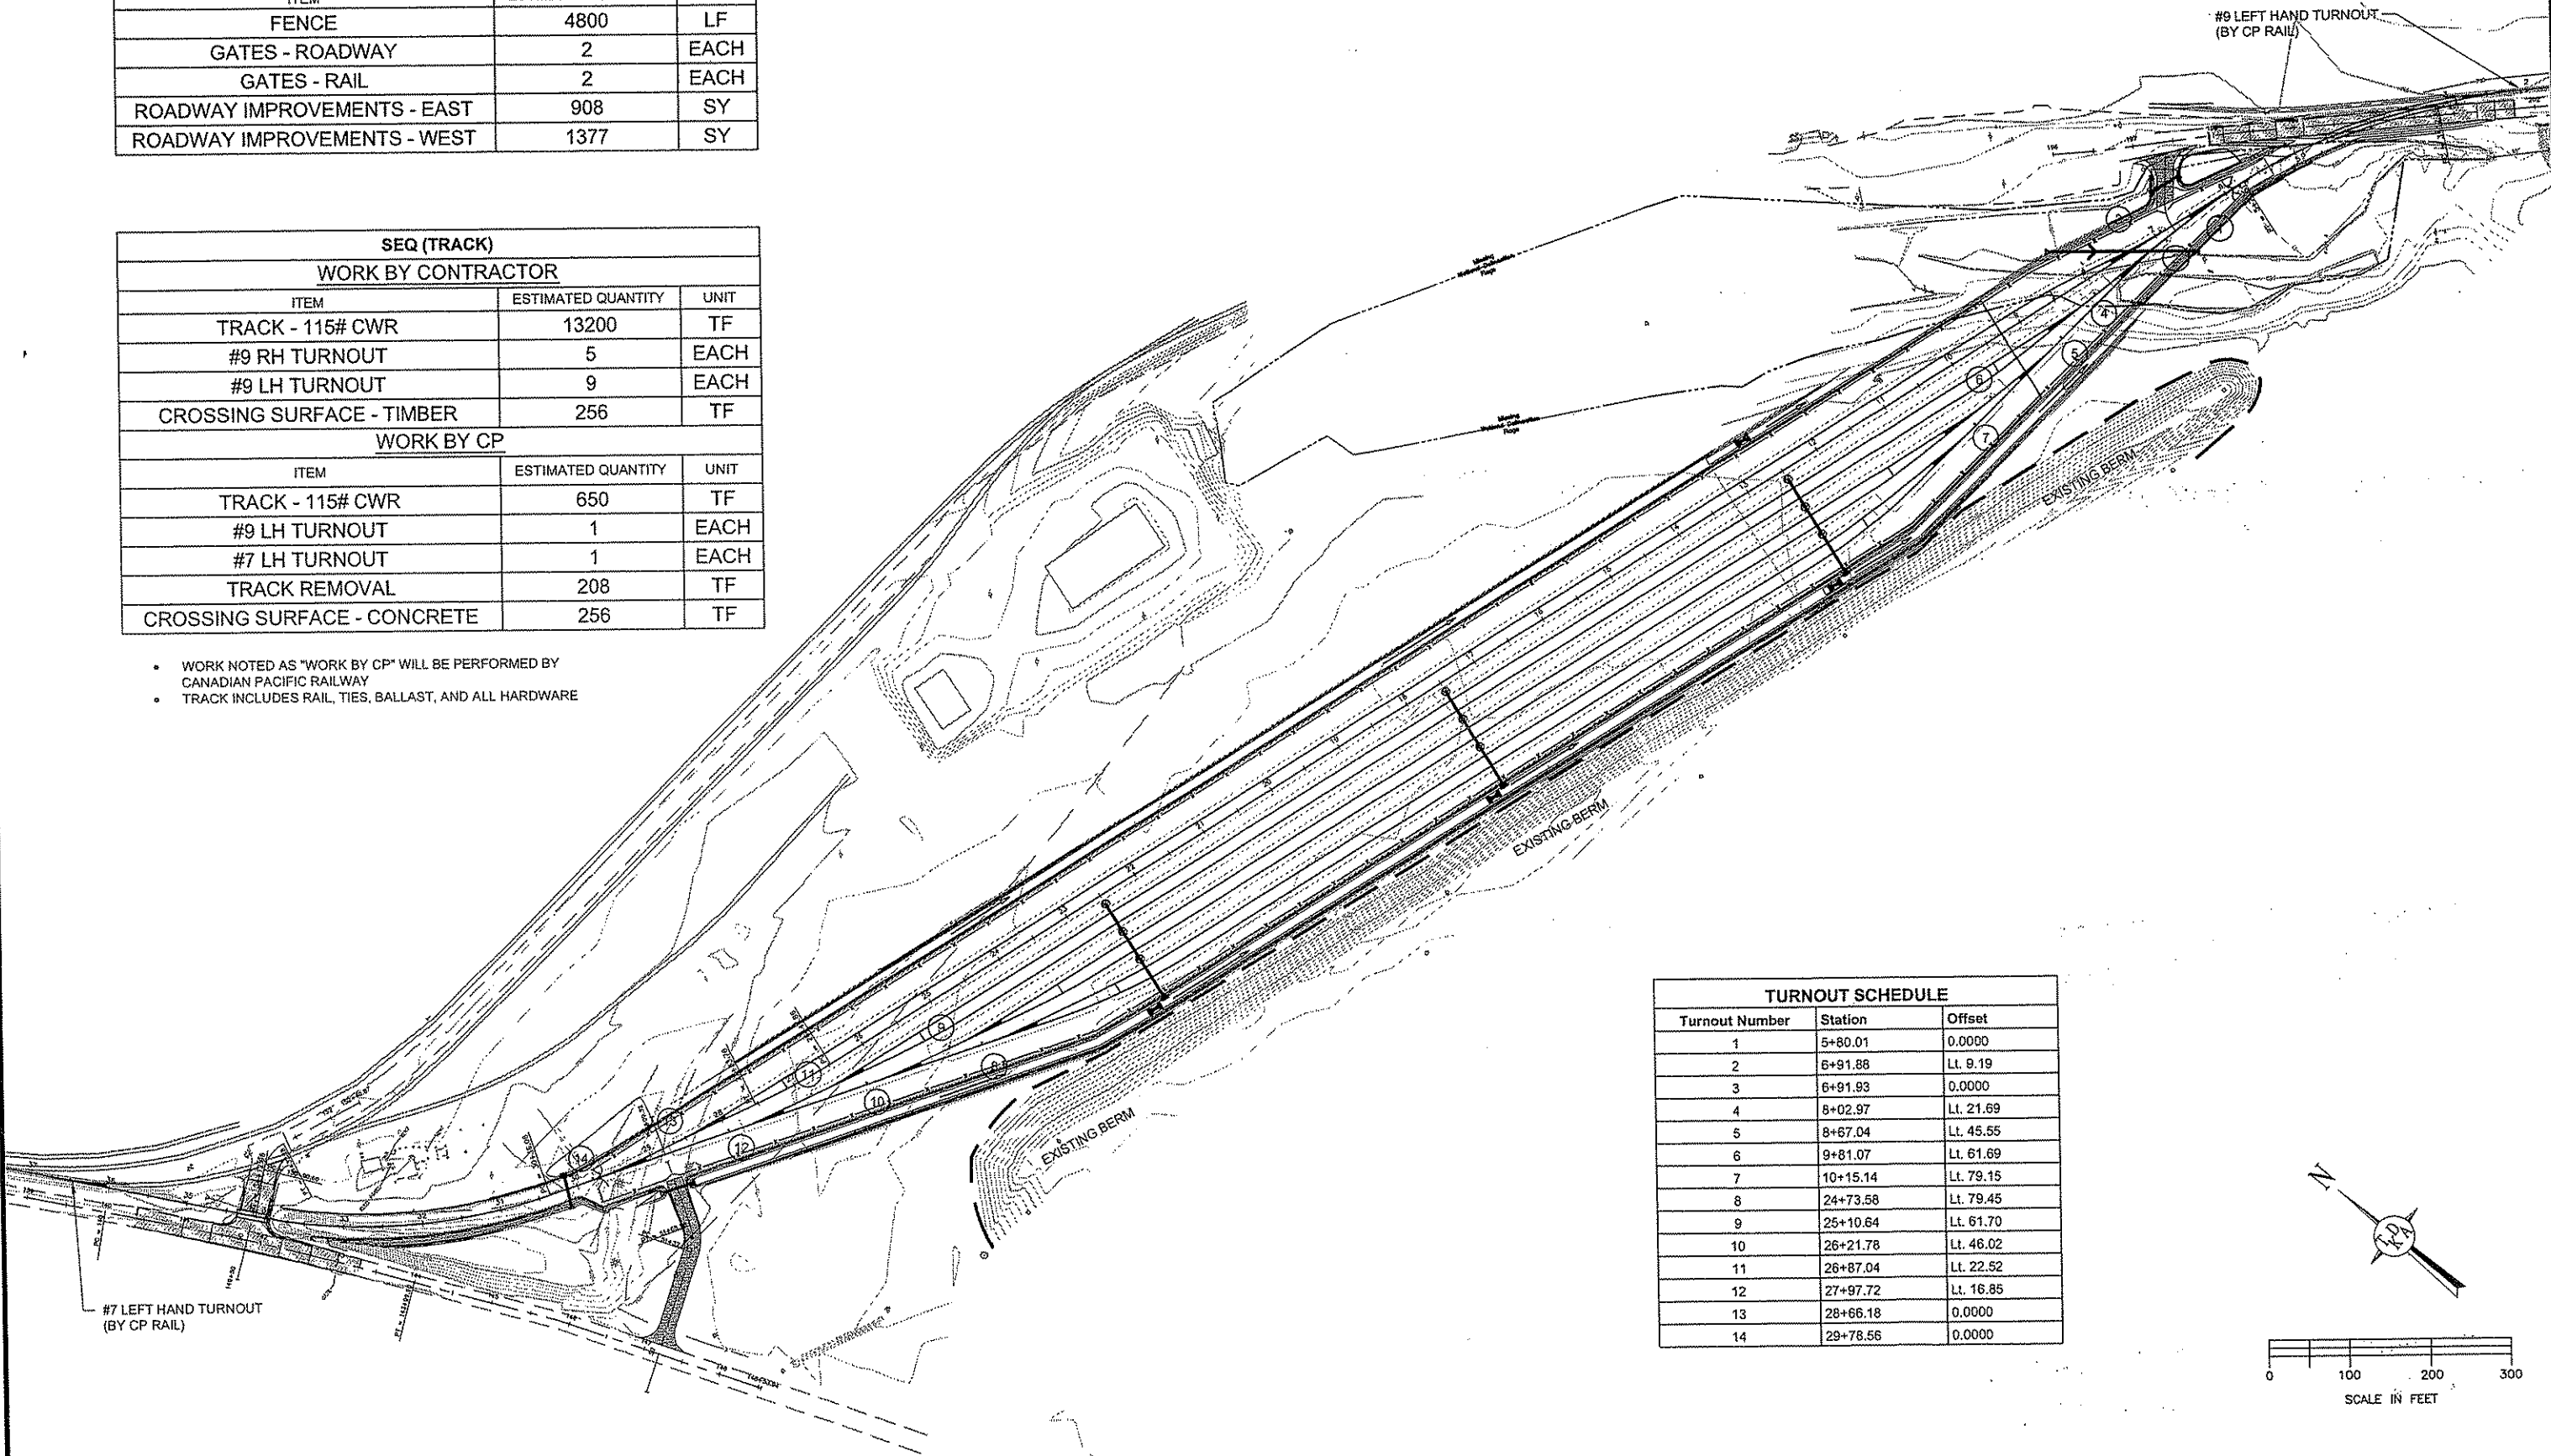 FENCE 4800 LF
GATES - ROADWAY 2 EACH
GATES - RAIL 2 EACH
ROADWAY IMPROVEMENTS - EAST 908 SY
ROADWAY IMPROVEMENTS - WEST 1377 SY
SEQ (TRACK)
WORK BY CONTRACTOR
ITEM ESTIMATED QUANTITY UNIT
TRACK - 115# CWR 13200 TF
#9 RH TURNOUT 5 EACH
#9 LH TURNOUT 9 EACH
CROSSING SURFACE - TIMBER 256 TF
WORK BY CP
ITEM ESTIMATED QUANTITY UNIT
TRACK - 115# CWR 650 TF
#9 LH TURNOUT 1 EACH
#7 LH TURNOUT 1 EACH
TRACK REMOVAL 208 TF
CROSSING SURFACE - CONCRETE 256 TF
• WORK NOTED AS "WORK BY CP" WILL BE PERFORMED BY
CANADIAN PACIFIC RAILWAY
• TRACK INCLUDES RAIL, TIES, BALLAST, AND ALL HARDWARE
#9 LEFT HAND TURNOUT
(BY CP RAIL)
4
5
6
7
EXISTING BERM
EXISTING BERM
EXISTING BERM
9
8
11
10
12
13
14
#7 LEFT HAND TURNOUT
(BY CP RAIL)
TURNOUT SCHEDULE
Turnout Number Station Offset
1 5+80.01 0.0000
2 6+91.88 Lt. 9.19
3 6+91.93 0.0000
4 8+02.97 Lt. 21.69
5 8+67.04 Lt. 45.55
6 9+81.07 Lt. 61.69
7 10+15.14 Lt. 79.15
8 24+73.58 Lt. 79.45
9 25+10.64 Lt. 61.70
10 26+21.78 Lt. 46.02
11 26+87.04 Lt. 22.52
12 27+97.72 Lt. 16.85
13 28+66.18 0.0000
14 29+78.56 0.0000
N
0 100 200 300
SCALE IN FEET